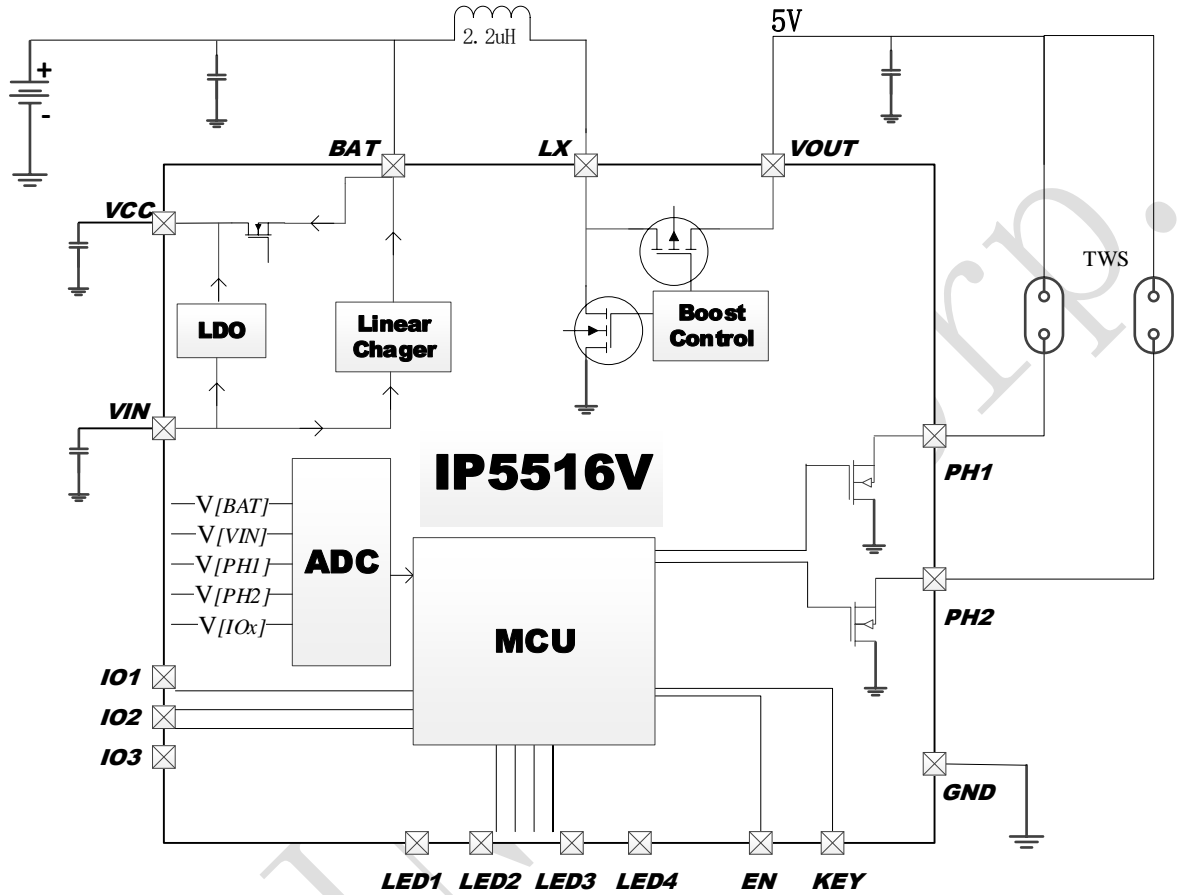 2.2uH
5V
+
-
BAT
LX
VOUT
VCC
TWS
LDO
Linear
Chager
Boost
Control
VIN
IP5516V
PH1
V[BAT]
V[VIN]
V[PH1]
V[PH2]
V[IOx]
ADC
MCU
PH2
IO1
IO2
IO3
GND
LED1
LED2
LED3
LED4
EN
KEY
rp.